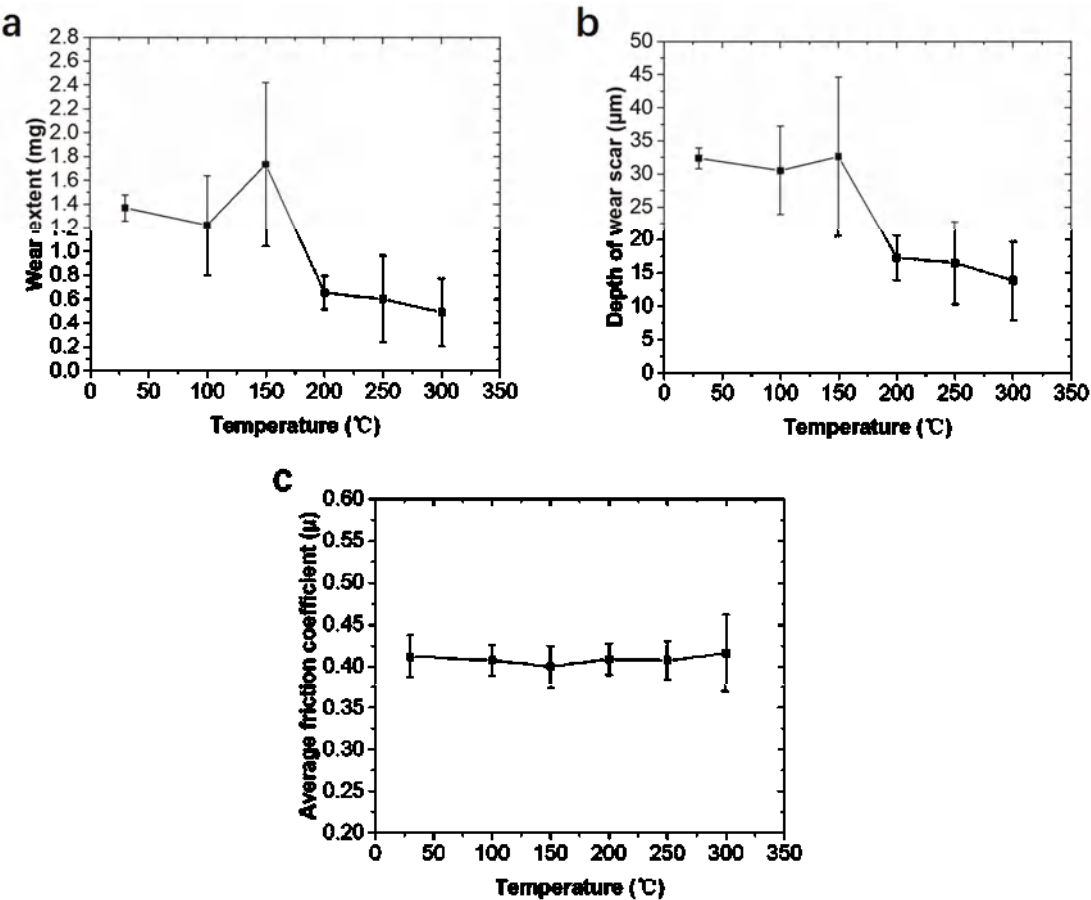 a
Wear extent (mg)
2.8
2.6
2.4
2.2
2.0
1.8
1.6
1.4
1.2
1.0
0.8
0.6
0.4
0.2
0.0
0 50 100 150 200 250 300 350
Temperature (℃)
b
Depth of wear scar (μm)
50
45
40
35
30
25
20
15
10
5
0
0 50 100 150 200 250 300 350
Temperature (℃)
c
Average friction coefficient (μ)
0.60
0.55
0.50
0.45
0.40
0.35
0.30
0.25
0.20
0 50 100 150 200 250 300 350
Temperature (℃)